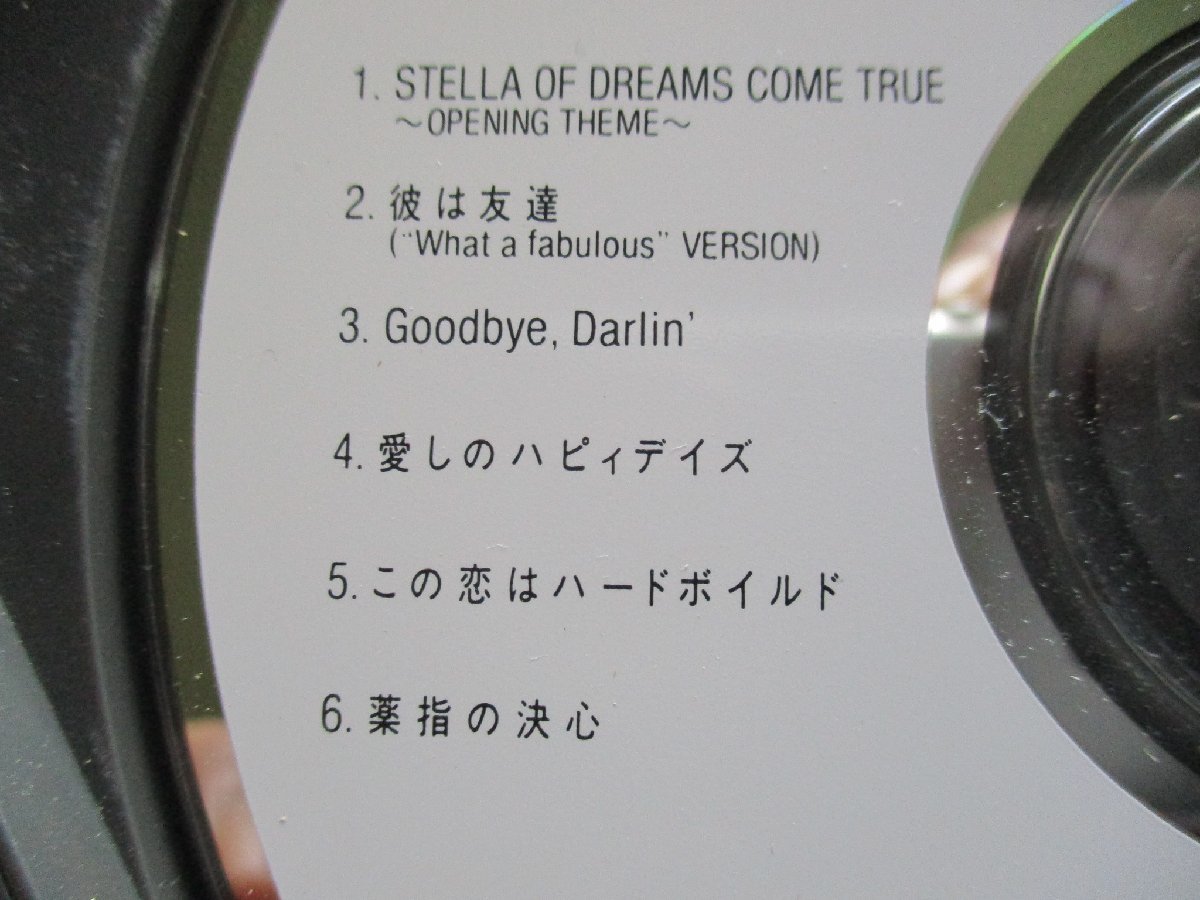 1. STELLA OF DREAMS COME TRUE
～OPENING THEME～
2. 彼は友達
("What a fabulous" VERSION)
3. Goodbye, Darlin'
4. 愛しのハピィデイズ
5. この恋はハードボイルド
6. 薬指の決心